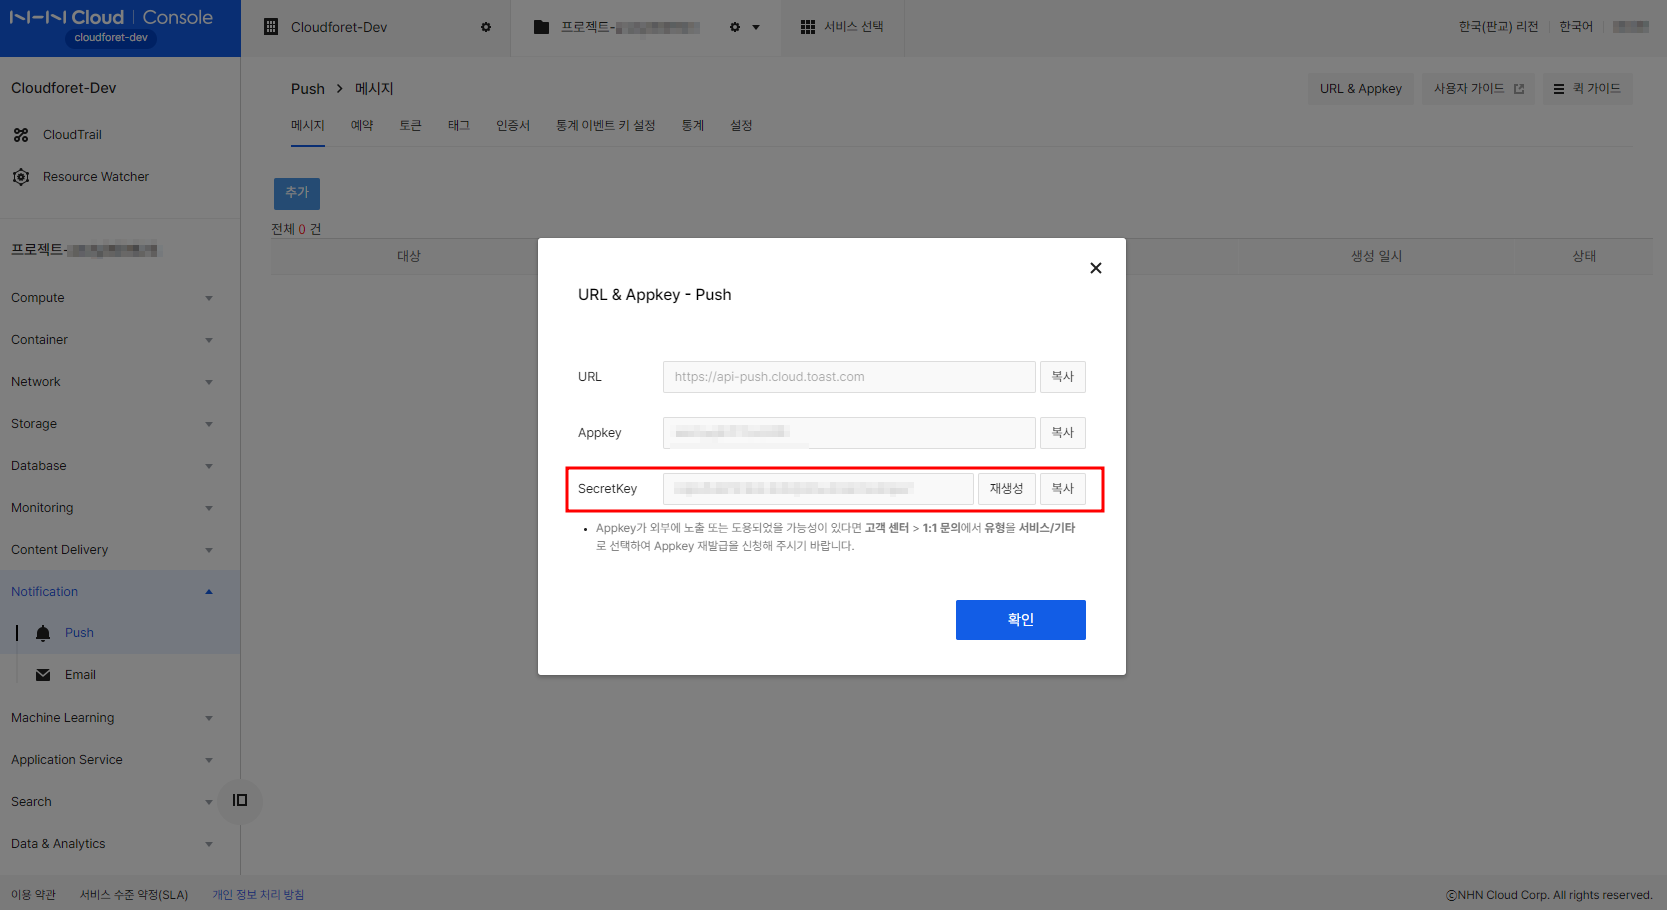 NHN Cloud | Console
cloudforet-dev
Cloudforet-Dev
프로젝트-
서비스 선택
한국(판교) 리전
한국어
Cloudforet-Dev
CloudTrail
Resource Watcher
프로젝트-
Compute
Container
Network
Storage
Database
Monitoring
Content Delivery
Notification
Push
Email
Machine Learning
Application Service
Search
Data & Analytics
Push > 메시지
URL & Appkey
사용자 가이드
퀵 가이드
메시지 예약 토큰 태그 인증서 통계 이벤트 키 설정 통계 설정
추가
전체 0 건
대상 생성 일시 상태
URL & Appkey - Push
URL https://api-push.cloud.toast.com 복사
Appkey 복사
SecretKey 재생성 복사
• Appkey가 외부에 노출 또는 도용되었을 가능성이 있다면 고객 센터 > 1:1 문의에서 유형을 서비스/기타
로 선택하여 Appkey 재발급을 신청해 주시기 바랍니다.
확인
이용 약관 서비스 수준 약정(SLA) 개인 정보 처리 방침
ⓒNHN Cloud Corp. All rights reserved.